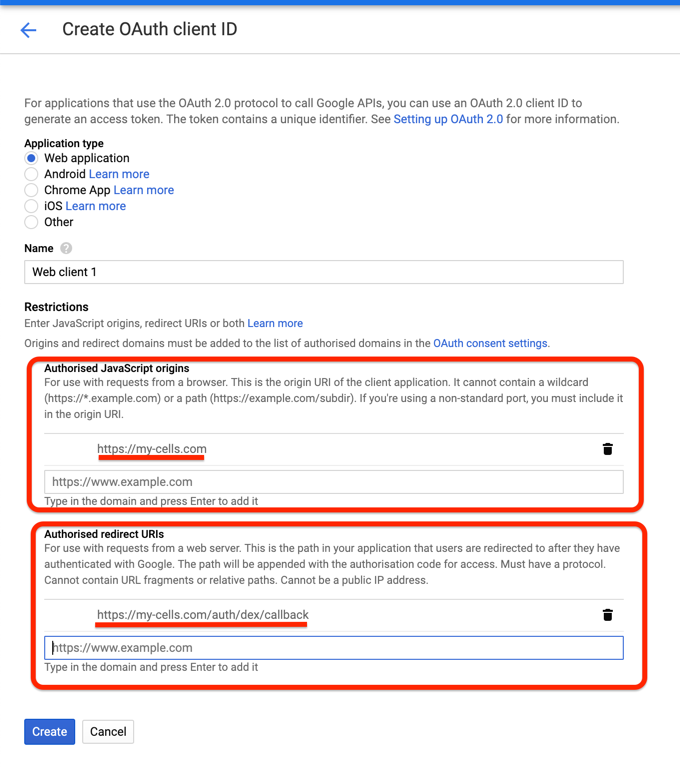 Create OAuth client ID
For applications that use the OAuth 2.0 protocol to call Google APIs, you can use an OAuth 2.0 client ID to
generate an access token. The token contains a unique identifier. See Setting up OAuth 2.0 for more information.
Application type
Web application
Android Learn more
Chrome App Learn more
iOS Learn more
Other
Name ?
Web client 1
Restrictions
Enter JavaScript origins, redirect URIs or both Learn more
Origins and redirect domains must be added to the list of authorised domains in the OAuth consent settings.
Authorised JavaScript origins
For use with requests from a browser. This is the origin URI of the client application. It cannot contain a wildcard
(https://*.example.com) or a path (https://example.com/subdir). If you're using a non-standard port, you must include it
in the origin URI.
https://my-cells.com
https://www.example.com
Type in the domain and press Enter to add it
Authorised redirect URIs
For use with requests from a web server. This is the path in your application that users are redirected to after they have
authenticated with Google. The path will be appended with the authorisation code for access. Must have a protocol.
Cannot contain URL fragments or relative paths. Cannot be a public IP address.
https://my-cells.com/auth/dex/callback
https://www.example.com
Type in the domain and press Enter to add it
Create Cancel